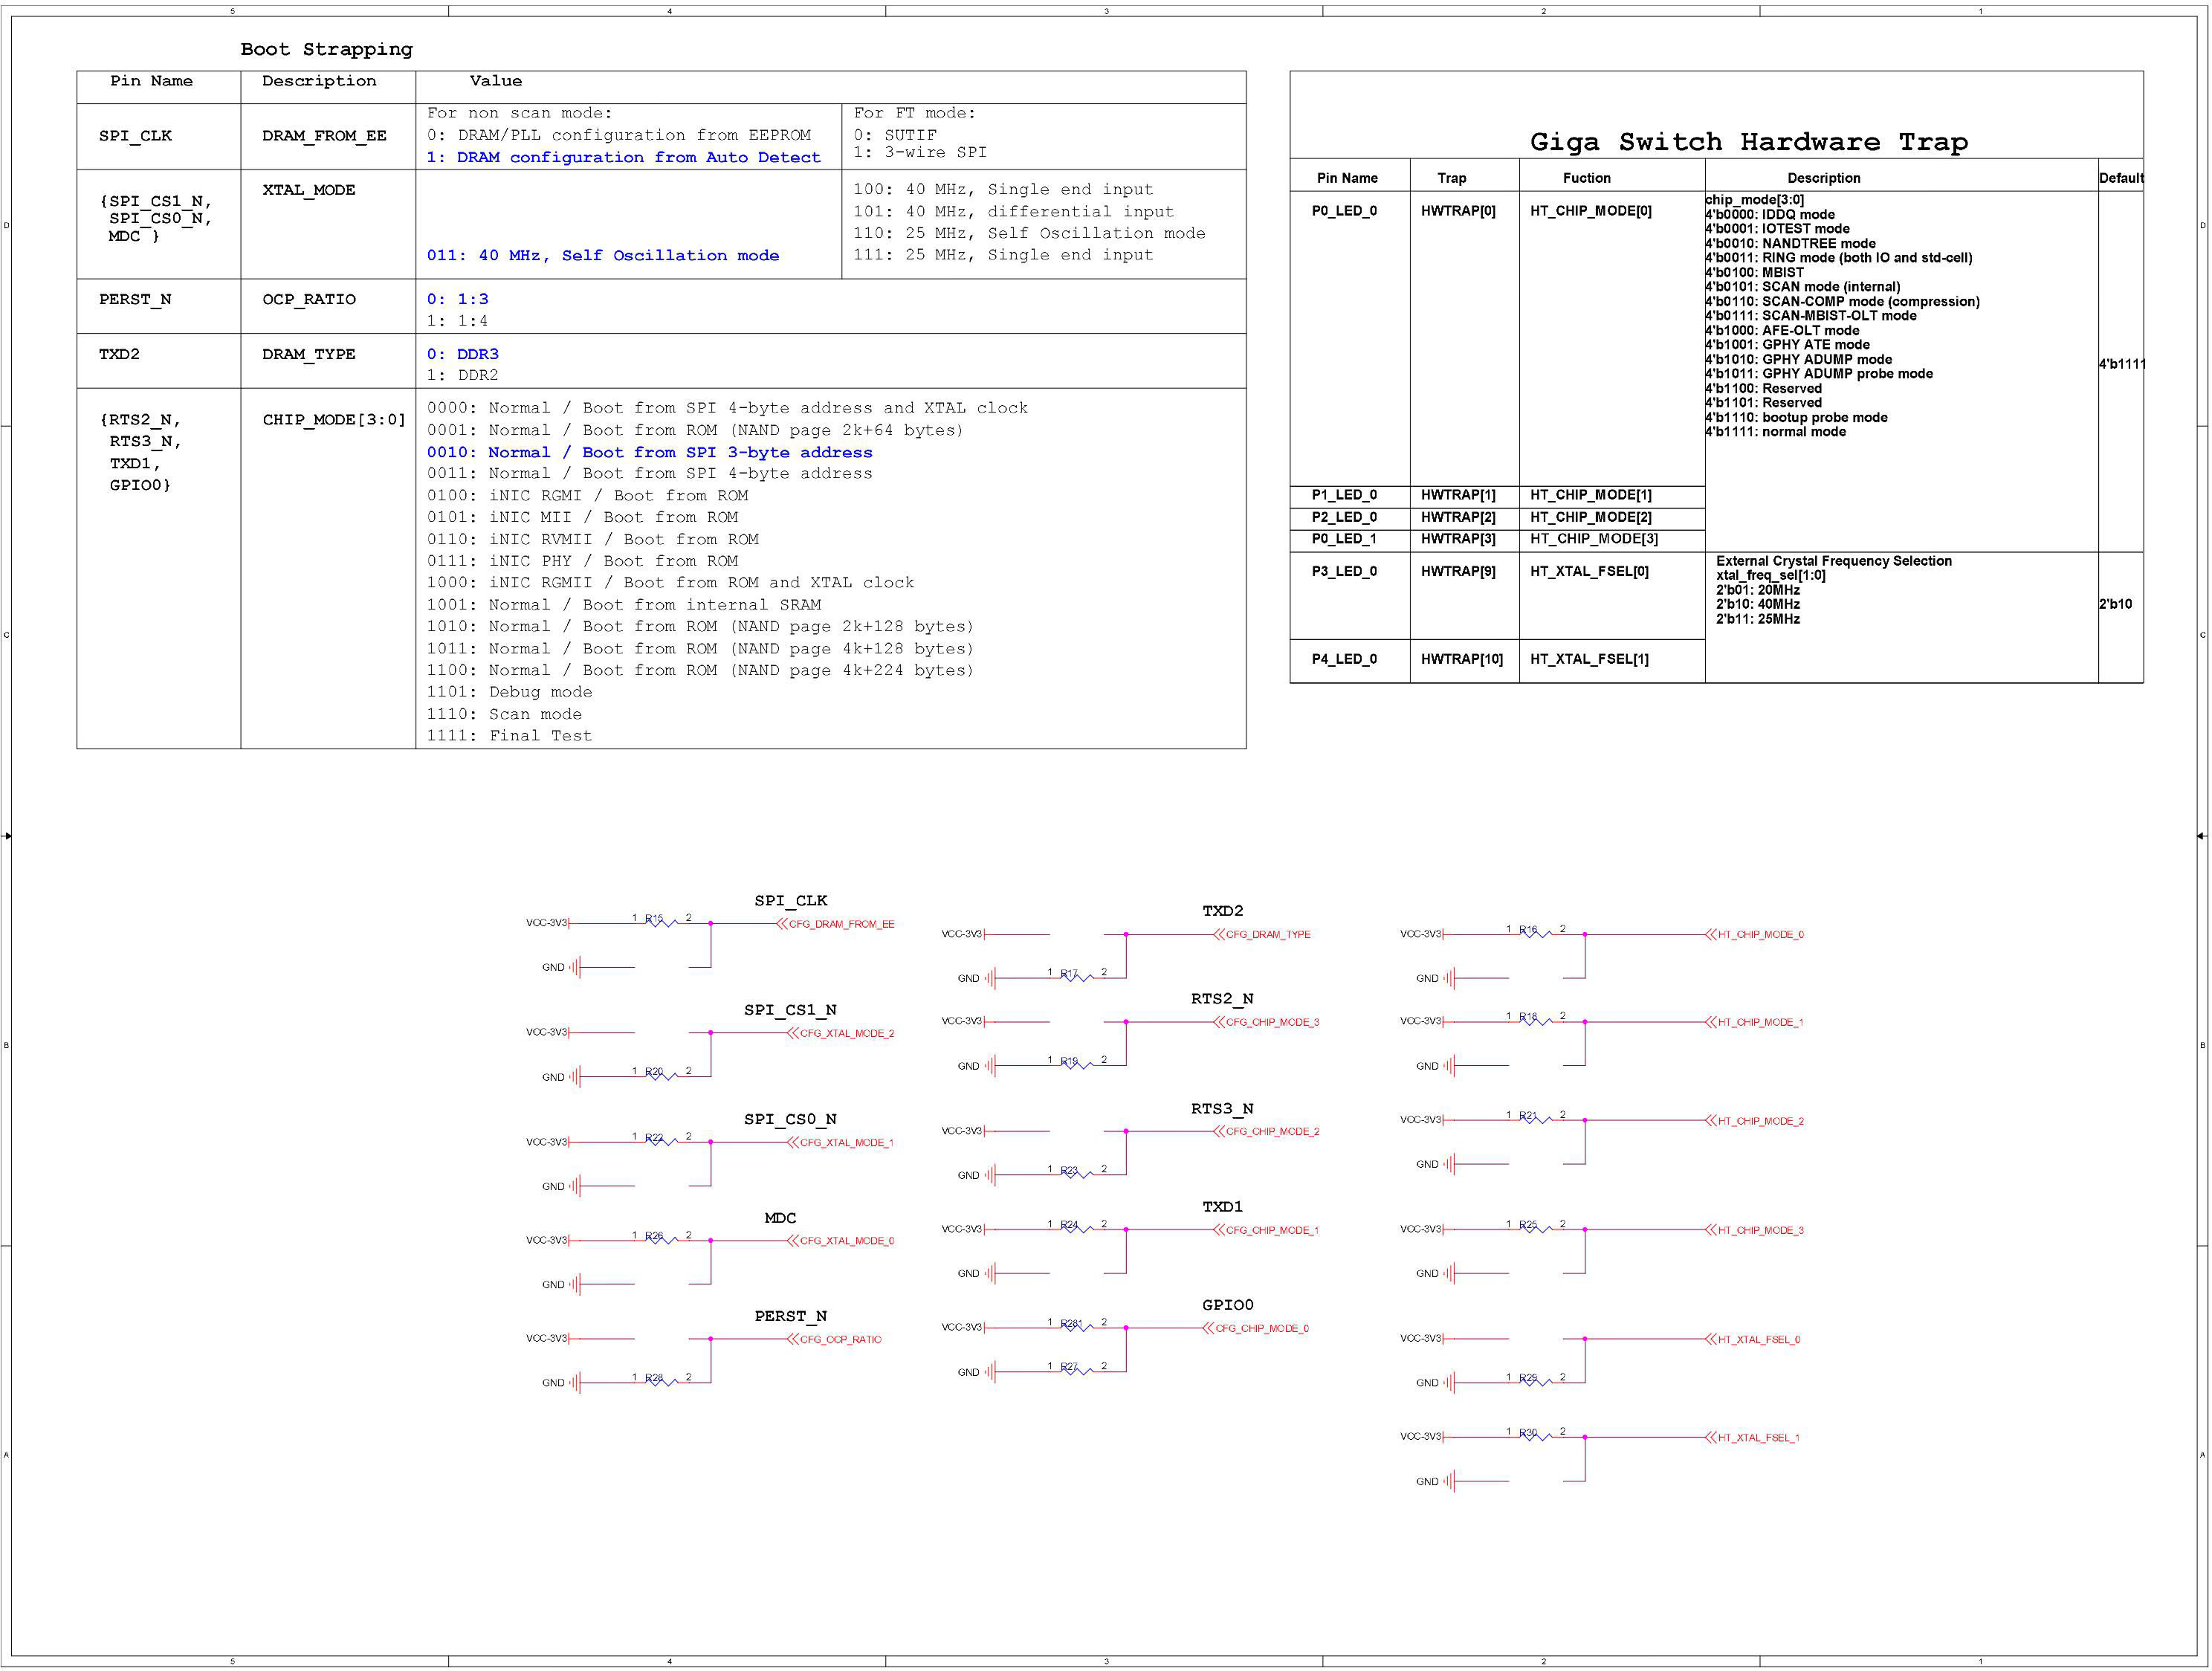 5 4 3 2 1
Boot Strapping
Pin Name Description Value
SPI_CLK DRAM_FROM_EE
For non scan mode:
0: DRAM/PLL configuration from EEPROM
1: DRAM configuration from Auto Detect
For FT mode:
0: SUTIF
1: 3-wire SPI
{SPI_CS1_N,
SPI_CS0_N,
MDC }
XTAL_MODE
011: 40 MHz, Self Oscillation mode
100: 40 MHz, Single end input
101: 40 MHz, differential input
110: 25 MHz, Self Oscillation mode
111: 25 MHz, Single end input
PERST_N OCP_RATIO
0: 1:3
1: 1:4
TXD2 DRAM_TYPE
0: DDR3
1: DDR2
{RTS2_N,
RTS3_N,
TXD1,
GPIO0}
CHIP_MODE[3:0]
0000: Normal / Boot from SPI 4-byte address and XTAL clock
0001: Normal / Boot from ROM (NAND page 2k+64 bytes)
0010: Normal / Boot from SPI 3-byte address
0011: Normal / Boot from SPI 4-byte address
0100: iNIC RGMI / Boot from ROM
0101: iNIC MII / Boot from ROM
0110: iNIC RVMII / Boot from ROM
0111: iNIC PHY / Boot from ROM
1000: iNIC RGMII / Boot from ROM and XTAL clock
1001: Normal / Boot from internal SRAM
1010: Normal / Boot from ROM (NAND page 2k+128 bytes)
1011: Normal / Boot from ROM (NAND page 4k+128 bytes)
1100: Normal / Boot from ROM (NAND page 4k+224 bytes)
1101: Debug mode
1110: Scan mode
1111: Final Test
Giga Switch Hardware Trap
Pin Name Trap Fuction Description Default
P0_LED_0 HWTRAP[0] HT_CHIP_MODE[0]
chip_mode[3:0]
4'b0000: IDDQ mode
4'b0001: IOTEST mode
4'b0010: NANDTREE mode
4'b0011: RING mode (both IO and std-cell)
4'b0100: MBIST
4'b0101: SCAN mode (internal)
4'b0110: SCAN-COMP mode (compression)
4'b0111: SCAN-MBIST-OLT mode
4'b1000: AFE-OLT mode
4'b1001: GPHY ATE mode
4'b1010: GPHY ADUMP mode
4'b1011: GPHY ADUMP probe mode
4'b1100: Reserved
4'b1101: Reserved
4'b1110: bootup probe mode
4'b1111: normal mode
4'b1111
P1_LED_0 HWTRAP[1] HT_CHIP_MODE[1]
P2_LED_0 HWTRAP[2] HT_CHIP_MODE[2]
P0_LED_1 HWTRAP[3] HT_CHIP_MODE[3]
P3_LED_0 HWTRAP[9] HT_XTAL_FSEL[0]
External Crystal Frequency Selection
xtal_freq_sel[1:0]
2'b01: 20MHz
2'b10: 40MHz
2'b11: 25MHz
2'b10
P4_LED_0 HWTRAP[10] HT_XTAL_FSEL[1]
D D
C C
B B
A A
SPI_CLK
VCC-3V3 1 R15 2 CFG_DRAM_FROM_EE
GND
SPI_CS1_N
VCC-3V3 CFG_XTAL_MODE_2
GND 1 R20 2
SPI_CS0_N
VCC-3V3 1 R22 2 CFG_XTAL_MODE_1
GND
MDC
VCC-3V3 1 R26 2 CFG_XTAL_MODE_0
GND
PERST_N
VCC-3V3 CFG_OCP_RATIO
GND 1 R28 2
TXD2
VCC-3V3 CFG_DRAM_TYPE
GND 1 R17 2
RTS2_N
VCC-3V3 CFG_CHIP_MODE_3
GND 1 R19 2
RTS3_N
VCC-3V3 CFG_CHIP_MODE_2
GND 1 R23 2
TXD1
VCC-3V3 1 R24 2 CFG_CHIP_MODE_1
GND
GPIO0
VCC-3V3 1 R281 2 CFG_CHIP_MODE_0
GND 1 R27 2
VCC-3V3 1 R16 2 HT_CHIP_MODE_0
GND
VCC-3V3 1 R18 2 HT_CHIP_MODE_1
GND
VCC-3V3 1 R21 2 HT_CHIP_MODE_2
GND
VCC-3V3 1 R25 2 HT_CHIP_MODE_3
GND
VCC-3V3 HT_XTAL_FSEL_0
GND 1 R29 2
VCC-3V3 1 R30 2 HT_XTAL_FSEL_1
GND
5 4 3 2 1